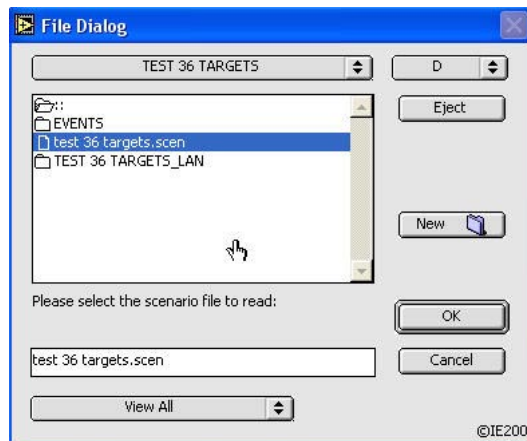 File Dialog
TEST 36 TARGETS
D
::
EVENTS
test 36 targets.scen
TEST 36 TARGETS_LAN
Eject
New
Please select the scenario file to read:
OK
test 36 targets.scen
Cancel
View All
©IE200